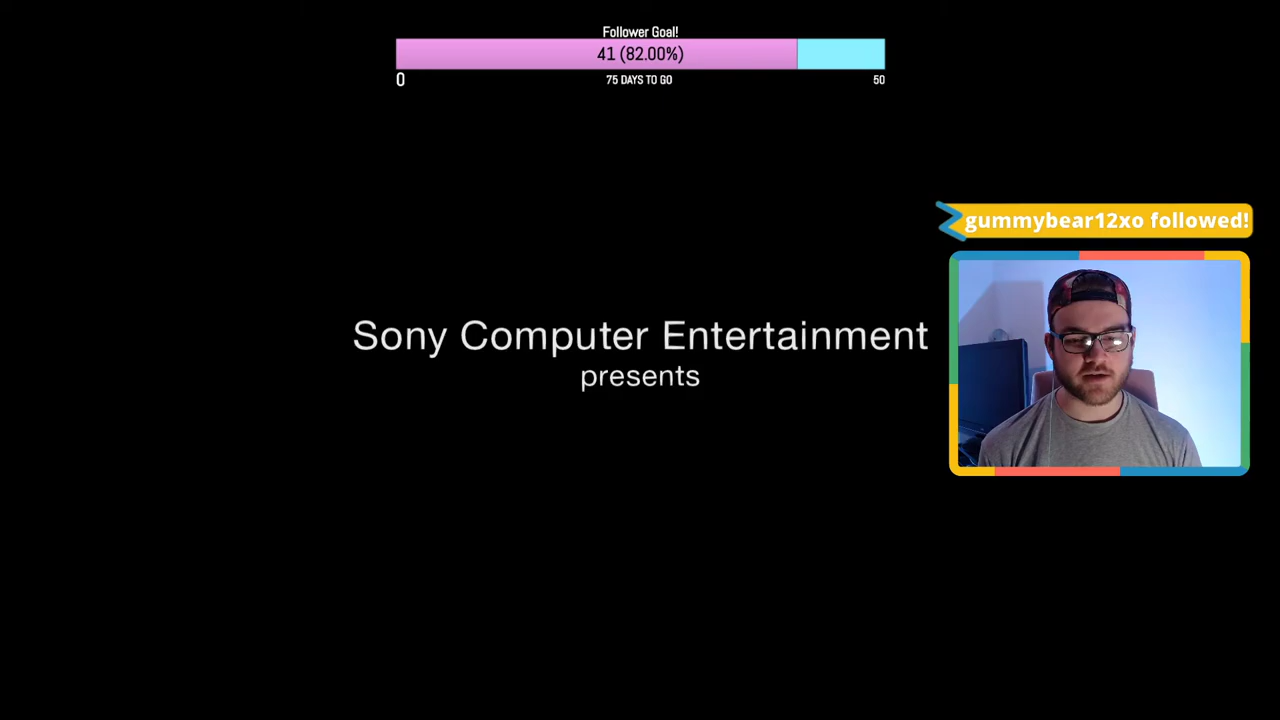 Follower Goal!
41 (82.00%)
0 75 DAYS TO GO 50
gummybear12xo followed!
Sony Computer Entertainment
presents